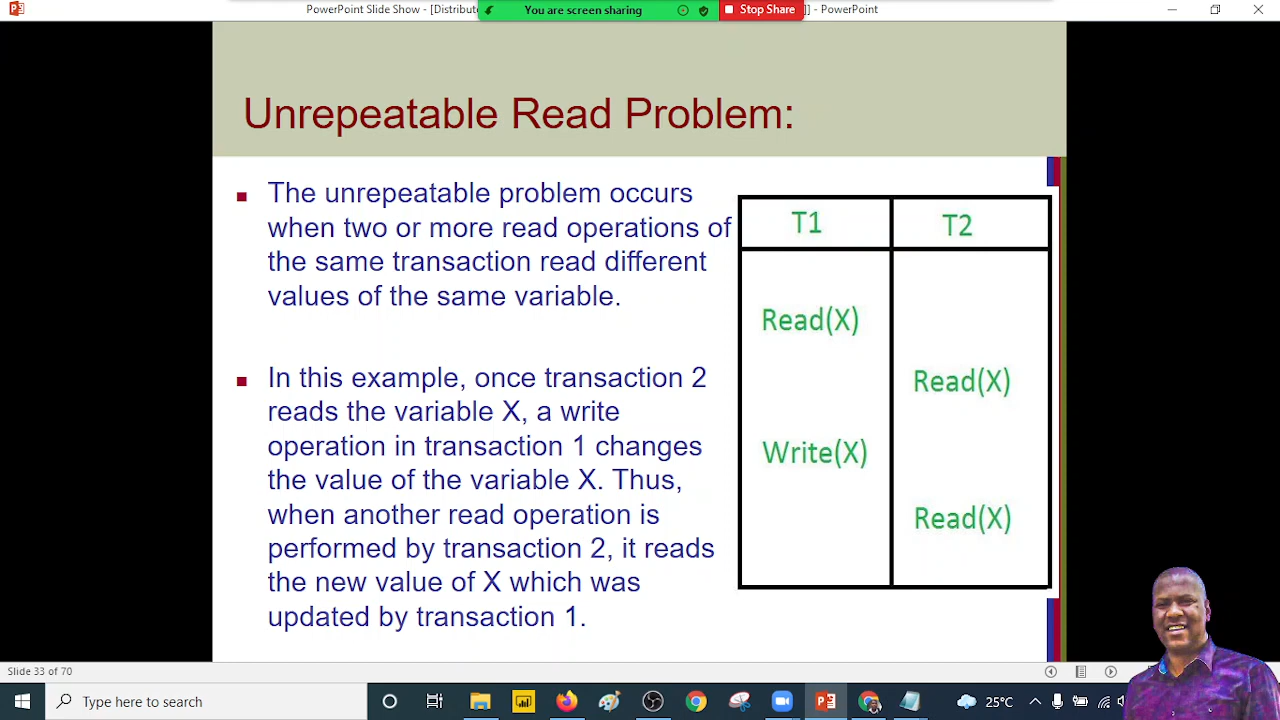 PowerPoint Slide Show - [Distribut
You are screen sharing
Stop Share
]] - PowerPoint
Unrepeatable Read Problem:
The unrepeatable problem occurs
when two or more read operations of
the same transaction read different
values of the same variable.
In this example, once transaction 2
reads the variable X, a write
operation in transaction 1 changes
the value of the variable X. Thus,
when another read operation is
performed by transaction 2, it reads
the new value of X which was
updated by transaction 1.
T1 T2
Read(X)
Read(X)
Write(X)
Read(X)
Slide 33 of 70
Type here to search
25°C